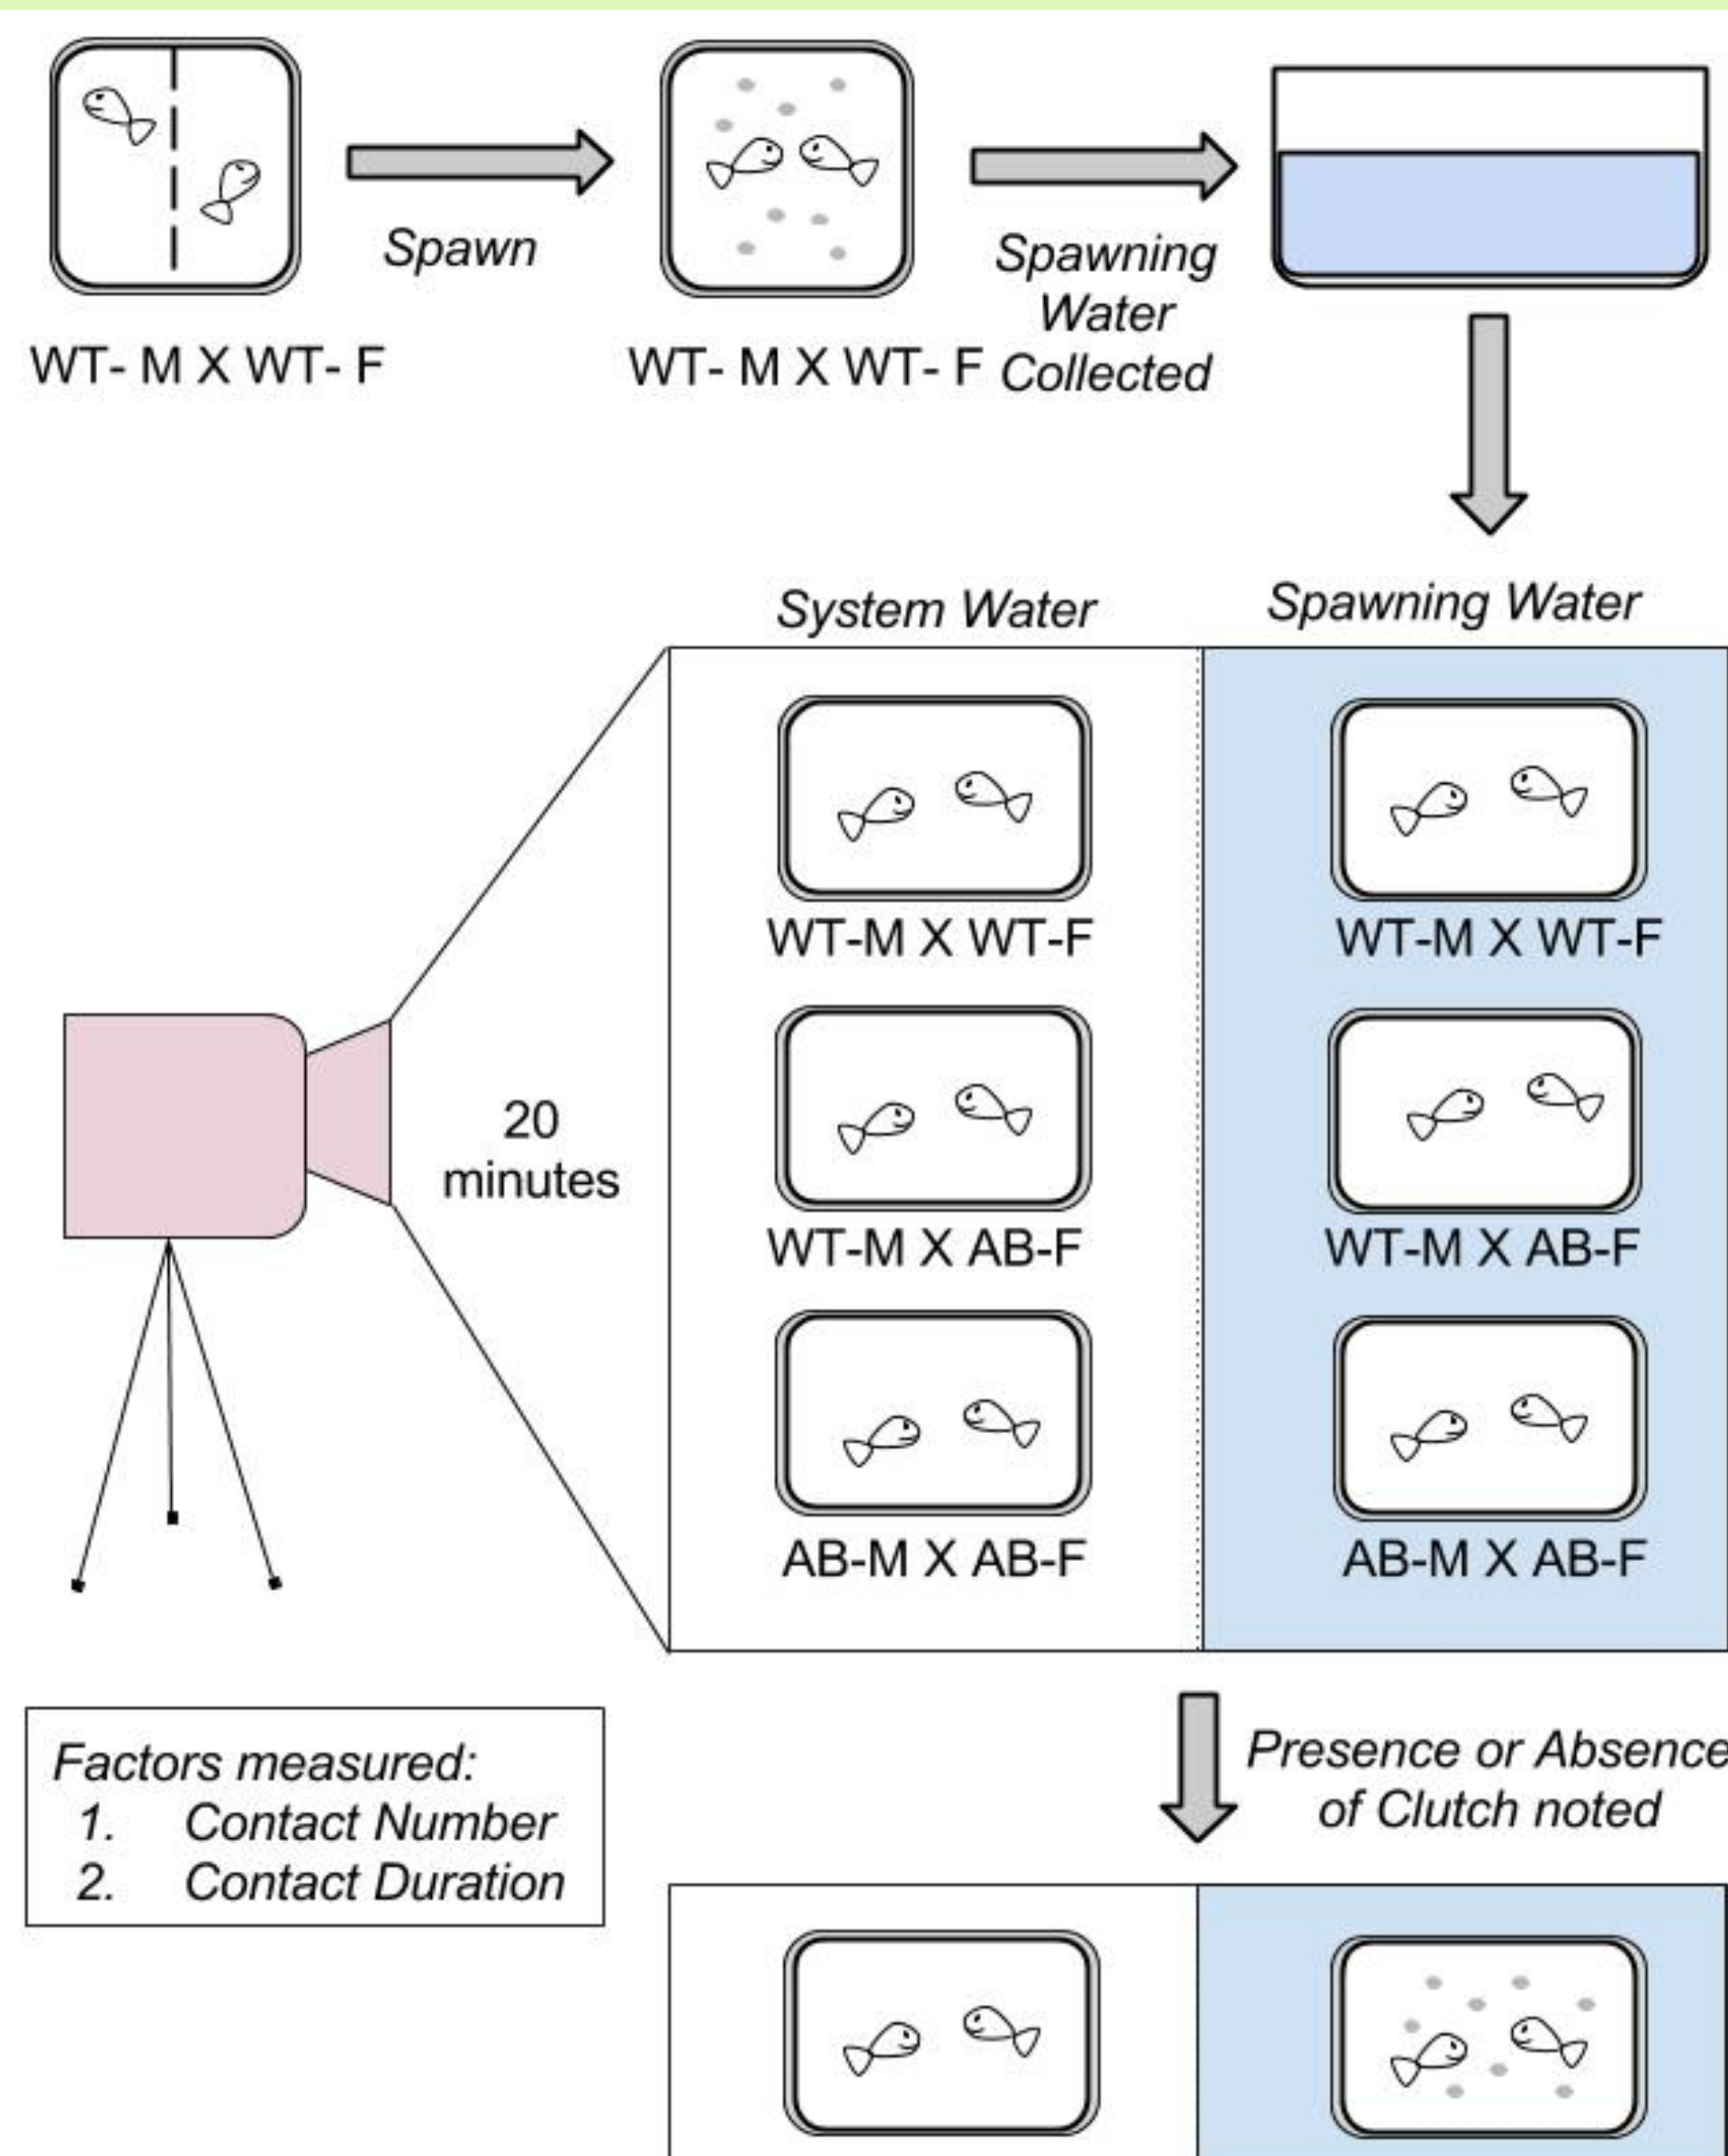 Spawn
WT- M X WT- F
WT- M X WT- F
Spawning
Water
Collected
System Water
Spawning Water
WT-M X WT-F
WT-M X WT-F
20
minutes
WT-M X AB-F
WT-M X AB-F
AB-M X AB-F
AB-M X AB-F
Factors measured:
1. Contact Number
2. Contact Duration
Presence or Absence
of Clutch noted